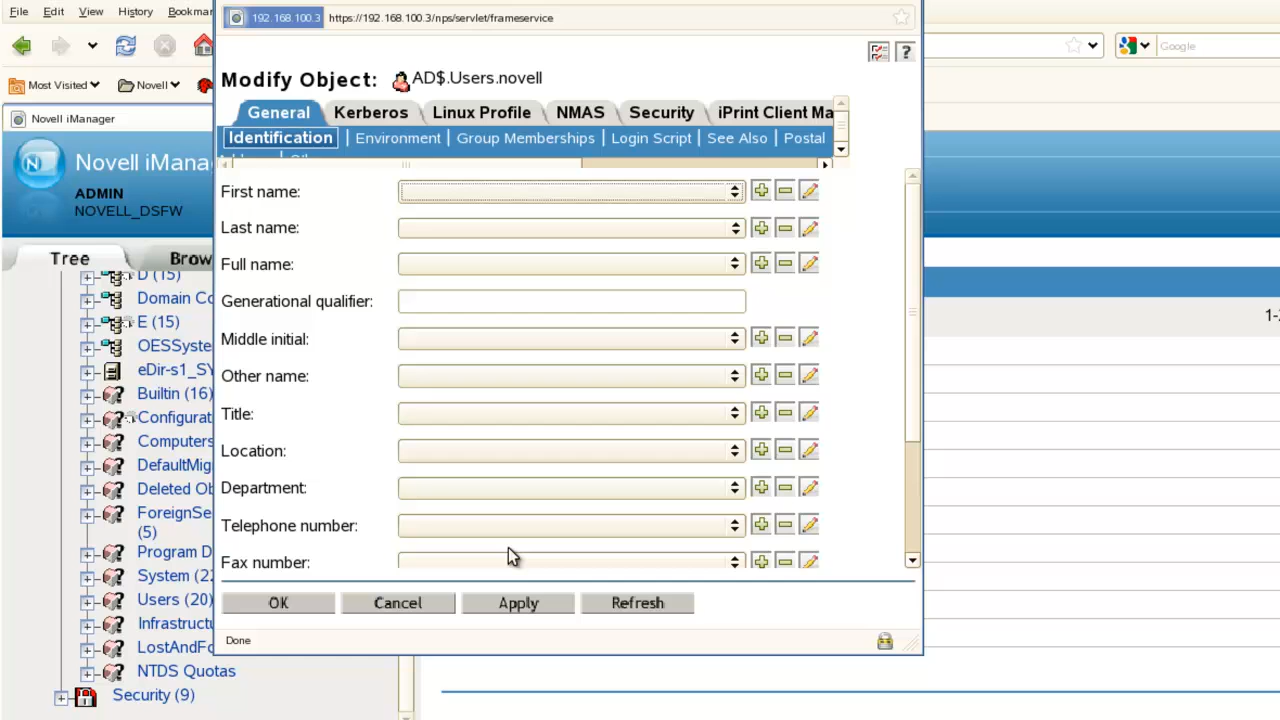 File Edit View History Bookmar
192.168.100.3 https://192.168.100.3/nps/servlet/frameservice
Google
Most Visited Novell
Modify Object: AD$.Users.novell
Novell iManager
General Kerberos Linux Profile NMAS Security iPrint Client Ma
Identification | Environment | Group Memberships | Login Script | See Also | Postal
Novell iMana
ADMIN
NOVELL_DSFW
Tree Brow
First name:
Last name:
Full name:
Generational qualifier:
Middle initial:
Other name:
Title:
Location:
Department:
Telephone number:
Fax number:
D (15)
Domain Co
E (15)
OESSyste
eDir-s1_SY
Builtin (16)
Configurat
Computers
DefaultMig
Deleted Ob
ForeignSe
(5)
Program D
System (22
Users (20)
Infrastructu
LostAndFo
NTDS Quotas
Security (9)
1-2
OK Cancel Apply Refresh
Done